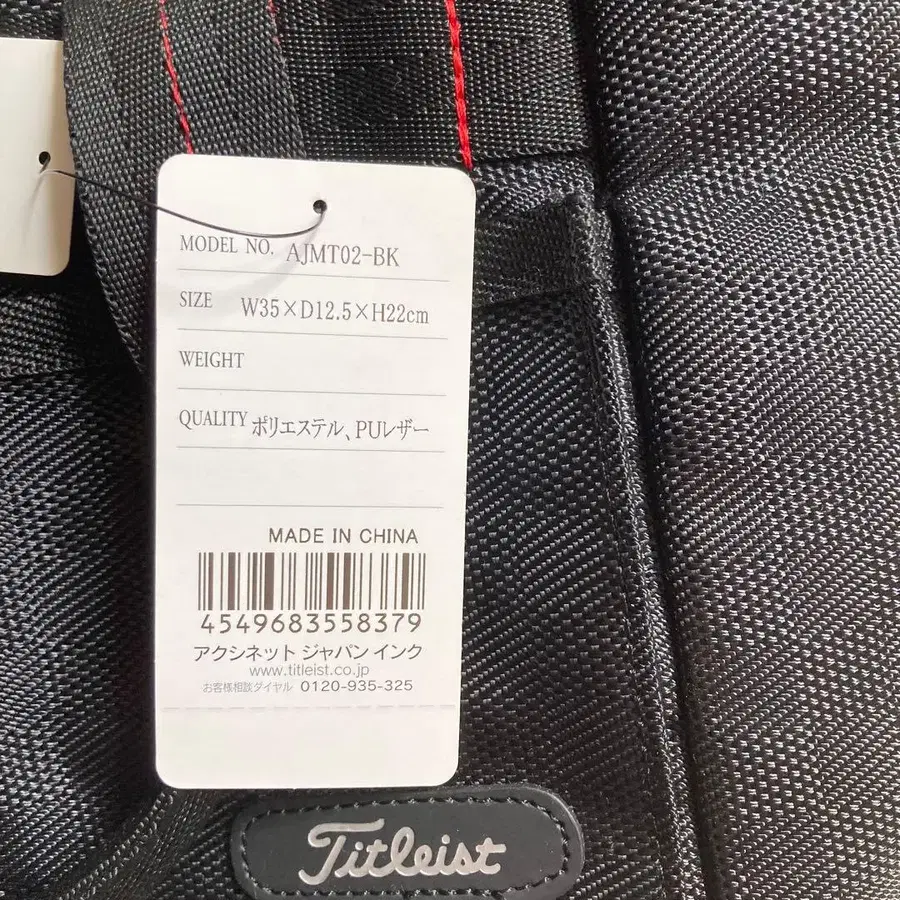 MODEL NO. AJMT02-BK
SIZE W35×D12.5×H22cm
WEIGHT
QUALITY ポリエステル、PUレザー
MADE IN CHINA
4549683558379
アクシネット ジャパン インク
www.titleist.co.jp
お客様相談ダイヤル 0120-935-325
Titleist